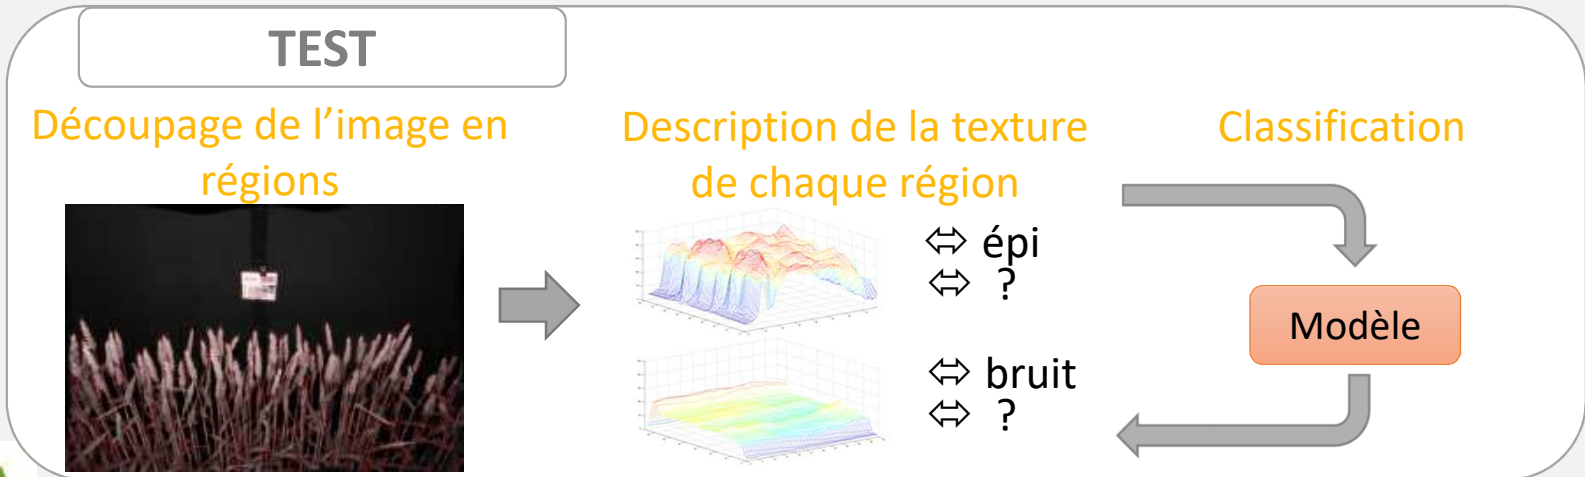 TEST
Découpage de l’image en
régions
Description de la texture
de chaque région
Classification
⬄ épi
⬄ ?
⬄ bruit
⬄ ?
Modèle